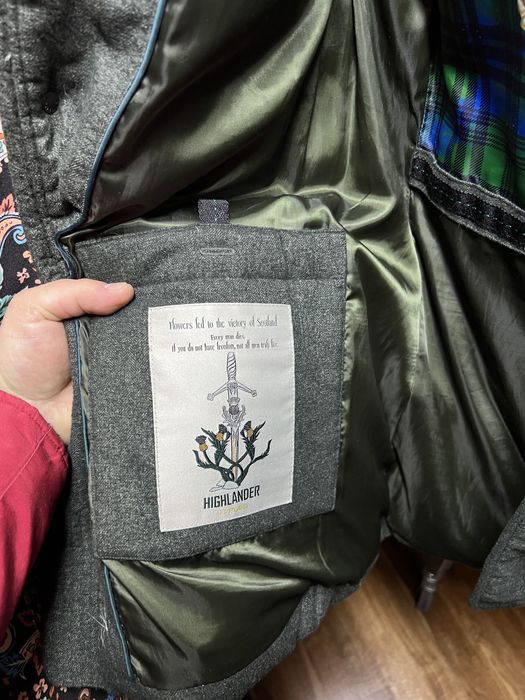 Flowers led to the victory of Scotland
Every man dies.
If you do not have freedom, not all men truly live.
HIGHLANDER